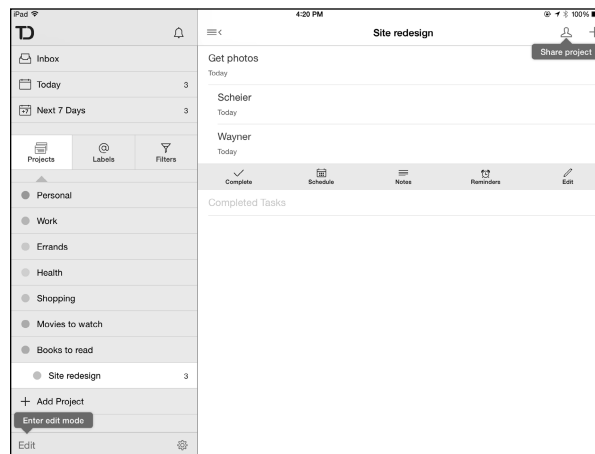 iPad
4:20 PM
100%
TD
Site redesign
Share project
Inbox
Today 3
+7 Next 7 Days 3
Projects
@
Labels
Filters
Personal
Work
Errands
Health
Shopping
Movies to watch
Books to read
Site redesign 3
+ Add Project
Enter edit mode
Edit
Get photos
Today
Scheier
Today
Wayner
Today
Complete
Schedule
Notes
Reminders
Edit
Completed Tasks